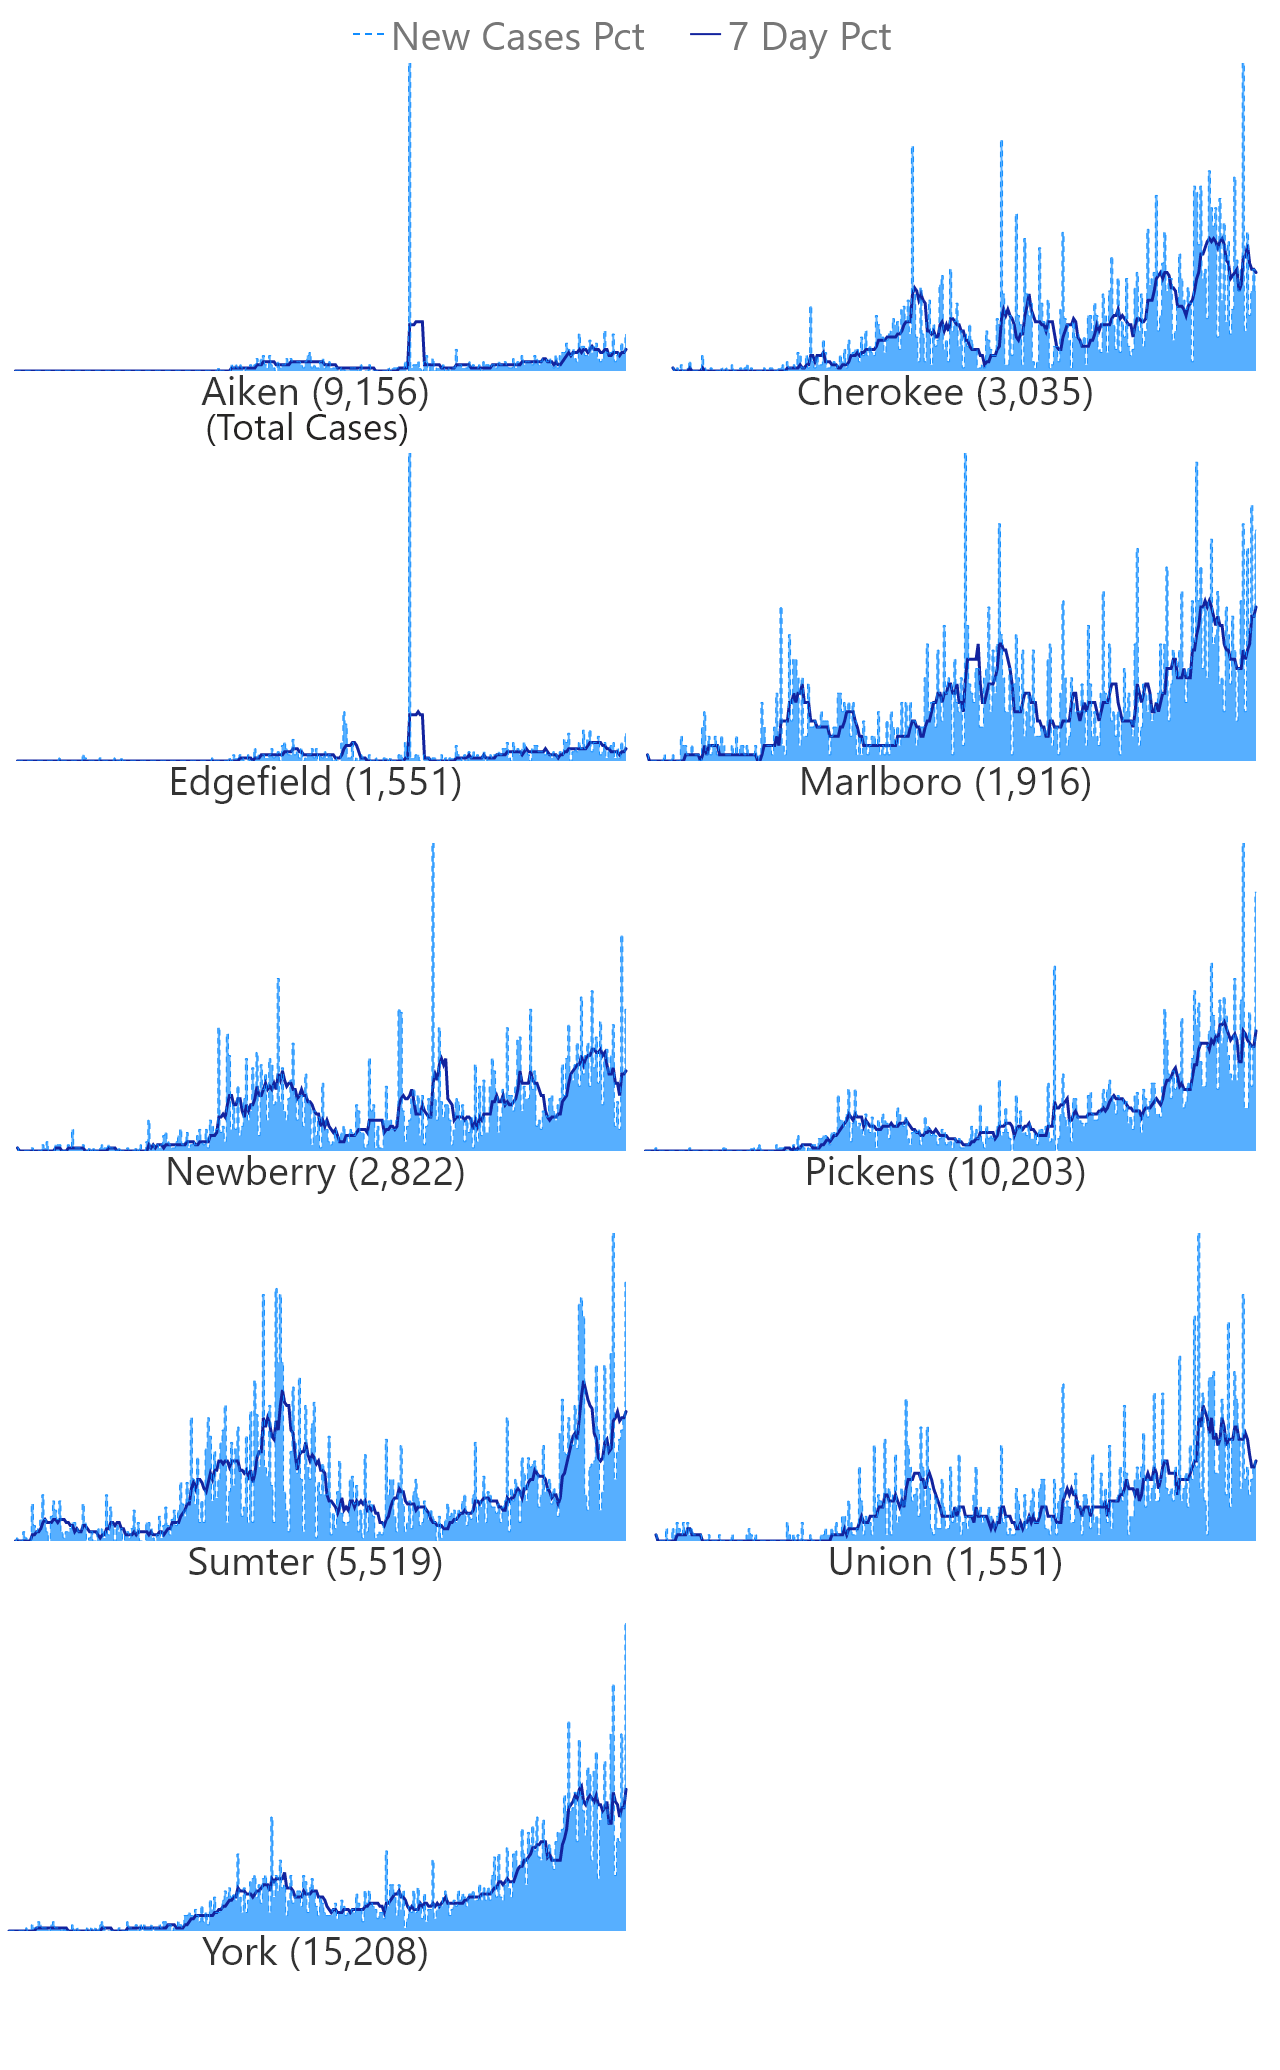 New Cases Pct 7 Day Pct
Aiken (9,156) Cherokee (3,035)
(Total Cases)
Edgefield (1,551) Marlboro (1,916)
Newberry (2,822) Pickens (10,203)
Sumter (5,519) Union (1,551)
York (15,208)